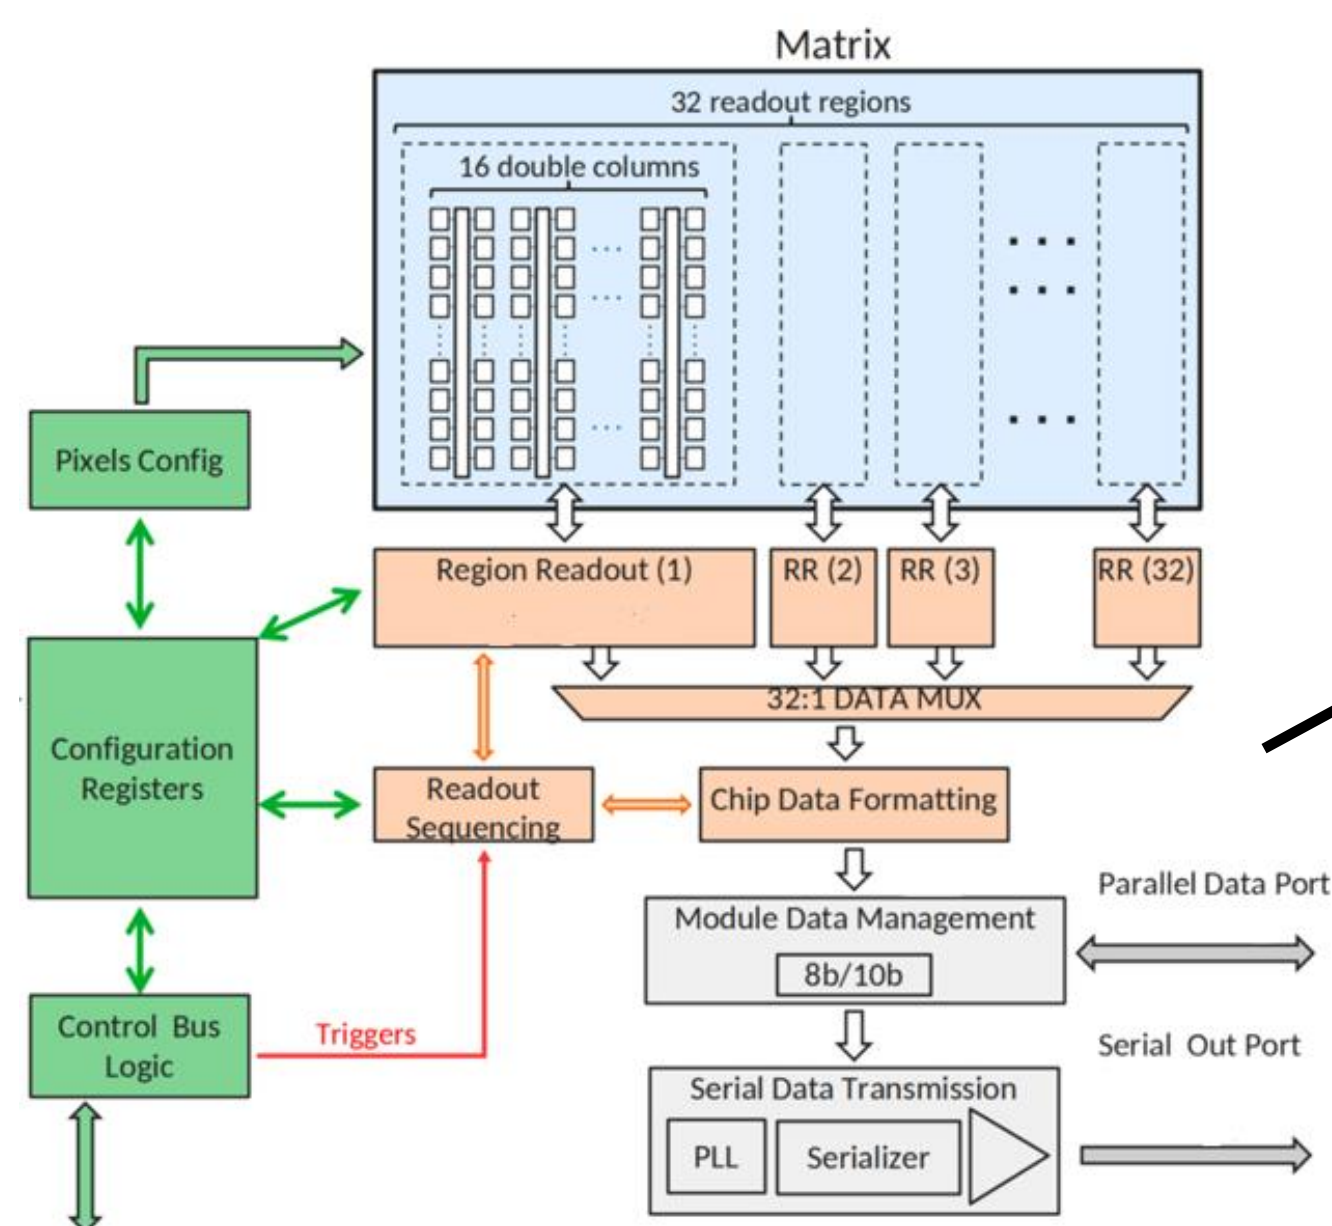 Matrix
32 readout regions
16 double columns
Pixels Config
Region Readout (1)
RR (2)
RR (3)
RR (32)
32:1 DATA MUX
Configuration
Registers
Readout
Sequencing
Chip Data Formatting
Parallel Data Port
Module Data Management
8b/10b
Control Bus
Logic
Triggers
Serial Out Port
Serial Data Transmission
PLL
Serializer